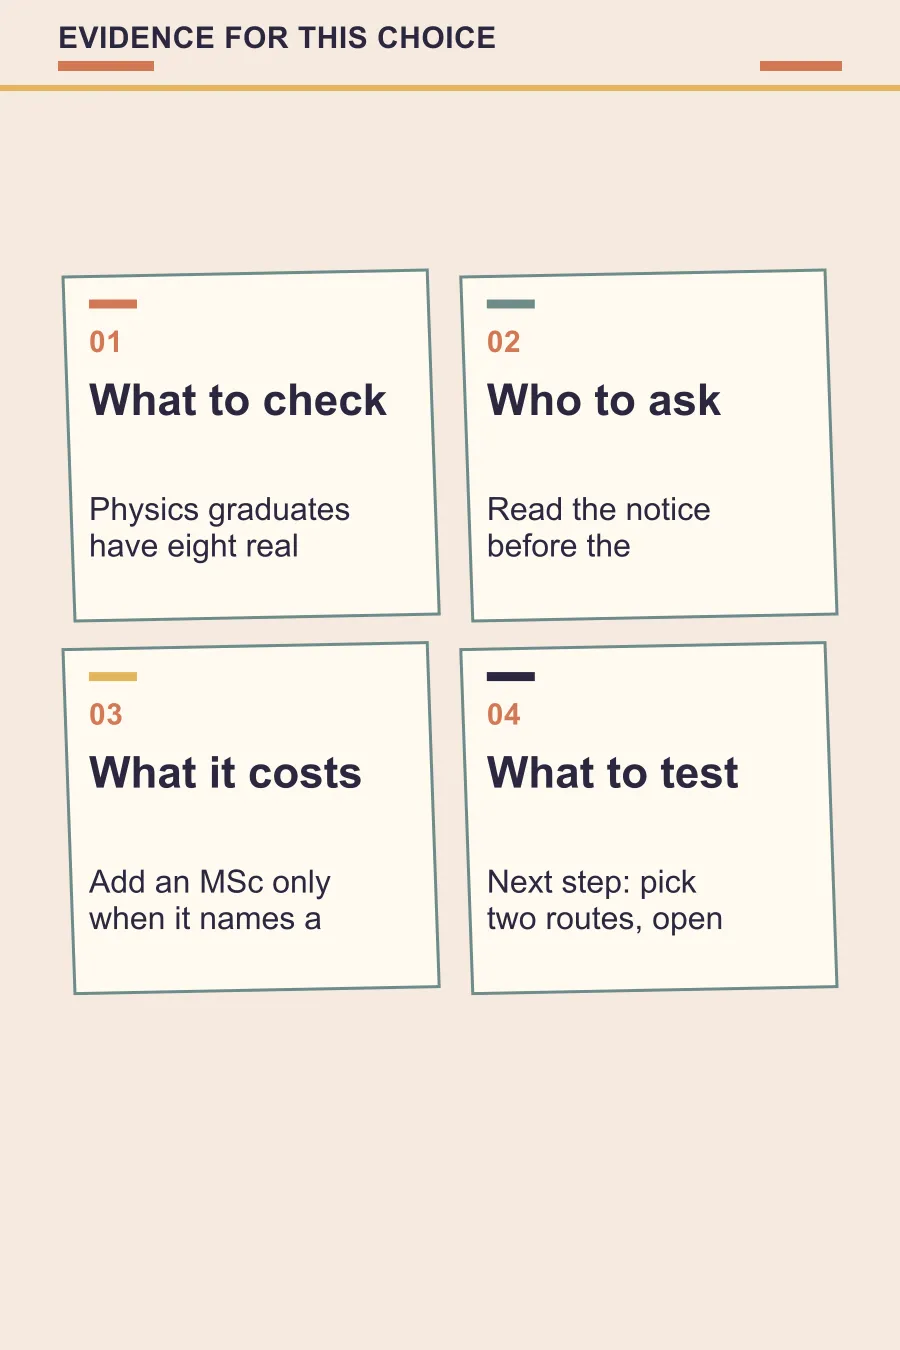 EVIDENCE FOR THIS CHOICE
01
What to check
Physics graduates
have eight real
02
Who to ask
Read the notice
before the
03
What it costs
Add an MSc only
when it names a
04
What to test
Next step: pick
two routes, open